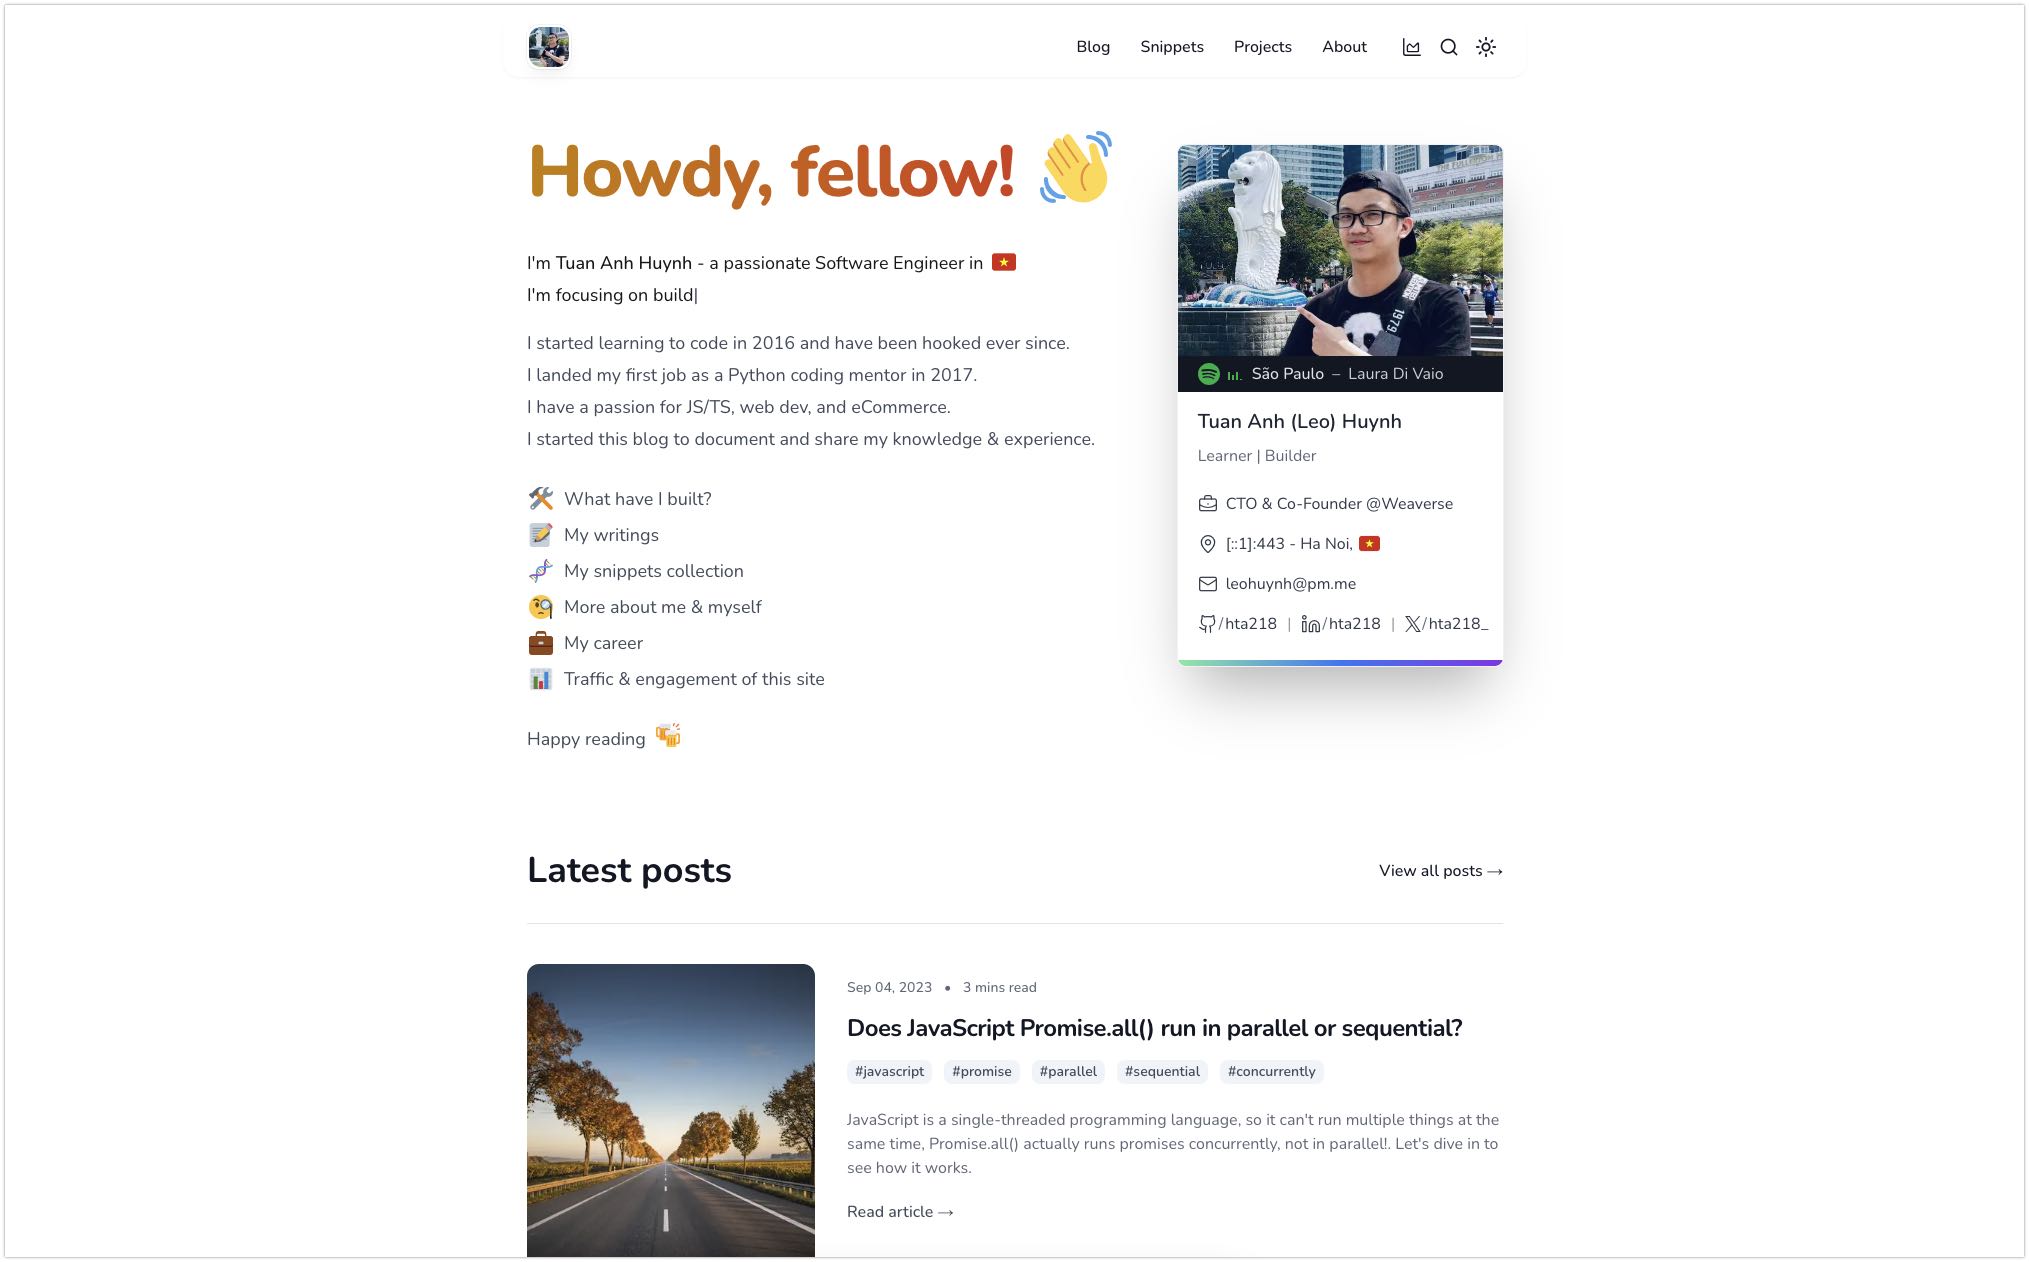 Blog Snippets Projects About
Howdy, fellow!
I'm Tuan Anh Huynh - a passionate Software Engineer in
I'm focusing on build|
I started learning to code in 2016 and have been hooked ever since.
I landed my first job as a Python coding mentor in 2017.
I have a passion for JS/TS, web dev, and eCommerce.
I started this blog to document and share my knowledge & experience.
What have I built?
My writings
My snippets collection
More about me & myself
My career
Traffic & engagement of this site
Happy reading
1979
São Paulo – Laura Di Vaio
Tuan Anh (Leo) Huynh
Learner | Builder
CTO & Co-Founder @Weaverse
[::1]:443 - Ha Noi,
leohuynh@pm.me
/hta218 | /hta218 | /hta218_
Latest posts
View all posts →
Sep 04, 2023 • 3 mins read
Does JavaScript Promise.all() run in parallel or sequential?
#javascript #promise #parallel #sequential #concurrently
JavaScript is a single-threaded programming language, so it can't run multiple things at the
same time, Promise.all() actually runs promises concurrently, not in parallel!. Let's dive in to
see how it works.
Read article →